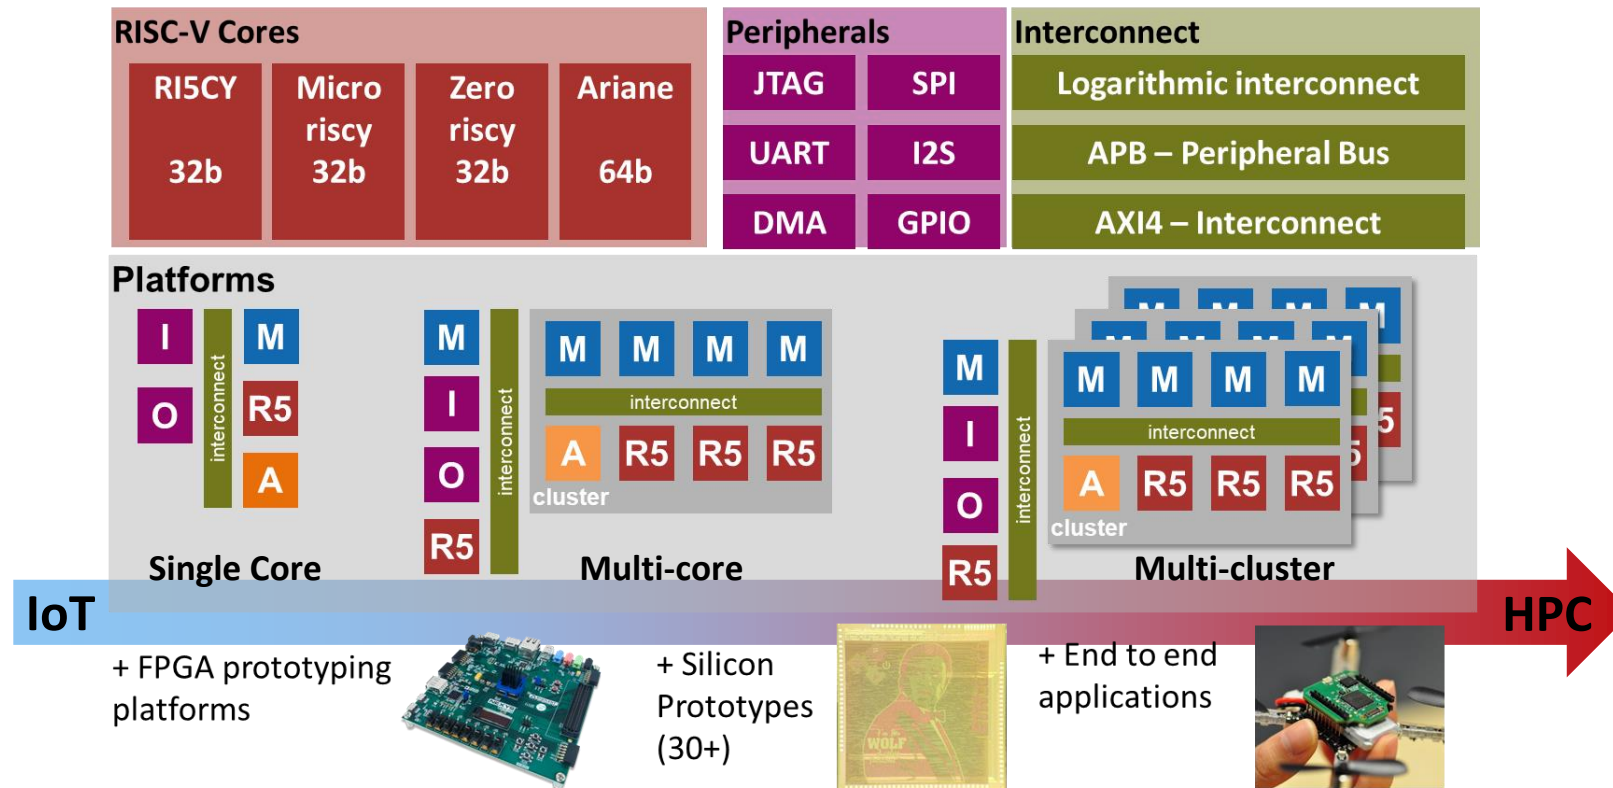 RISC-V Cores
RI5CY
32b
Micro
riscy
32b
Zero
riscy
32b
Ariane
64b
Peripherals
JTAG
SPI
UART
I2S
DMA
GPIO
Interconnect
Logarithmic interconnect
APB – Peripheral Bus
AXI4 – Interconnect
Platforms
I
O
interconnect
M
R5
A
Single Core
M
I
O
R5
interconnect
M M M M
interconnect
A R5 R5 R5
cluster
Multi-core
M
I
O
R5
interconnect
M M M M
M M M M
M M M M
interconnect
A R5 R5 R5
5
5
cluster
Multi-cluster
IoT
HPC
+ FPGA prototyping
platforms
+ Silicon
Prototypes
(30+)
WOLF
+ End to end
applications